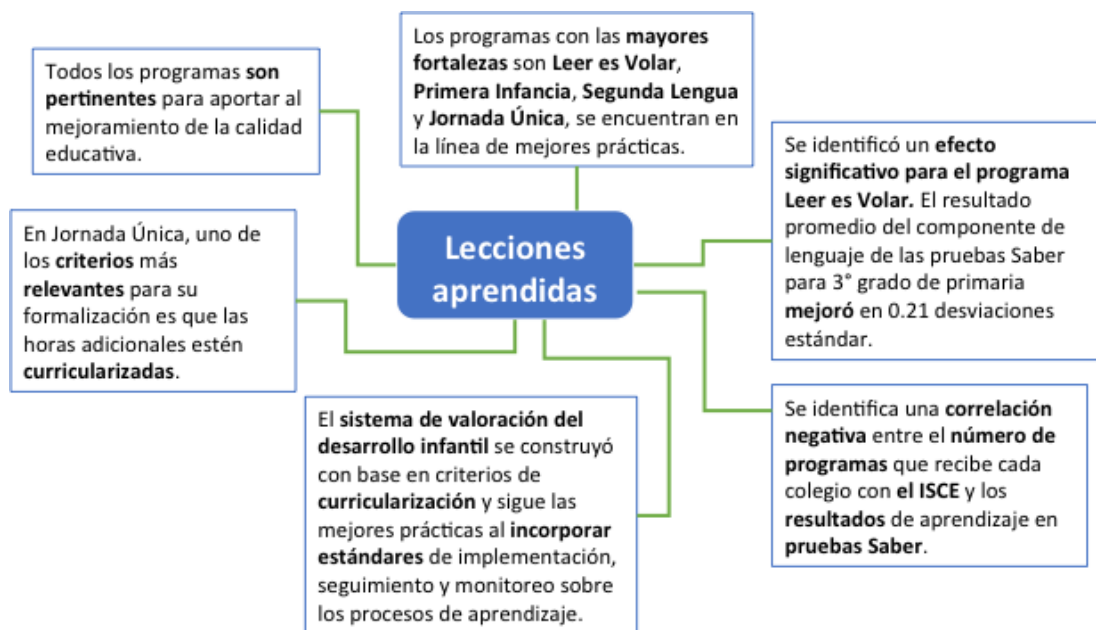 Todos los programas son
pertinentes para aportar al
mejoramiento de la calidad
educativa.
Los programas con las mayores
fortalezas son Leer es Volar,
Primera Infancia, Segunda Lengua
y Jornada Única, se encuentran en
la línea de mejores prácticas.
Se identificó un efecto
significativo para el programa
Leer es Volar. El resultado
promedio del componente de
lenguaje de las pruebas Saber
para 3° grado de primaria
mejoró en 0.21 desviaciones
estándar.
Lecciones
aprendidas
En Jornada Única, uno de
los criterios más
relevantes para su
formalización es que las
horas adicionales estén
curricularizadas.
El sistema de valoración del
desarrollo infantil se construyó
con base en criterios de
curricularización y sigue las
mejores prácticas al incorporar
estándares de implementación,
seguimiento y monitoreo sobre
los procesos de aprendizaje.
Se identifica una correlación
negativa entre el número de
programas que recibe cada
colegio con el ISCE y los
resultados de aprendizaje en
pruebas Saber.